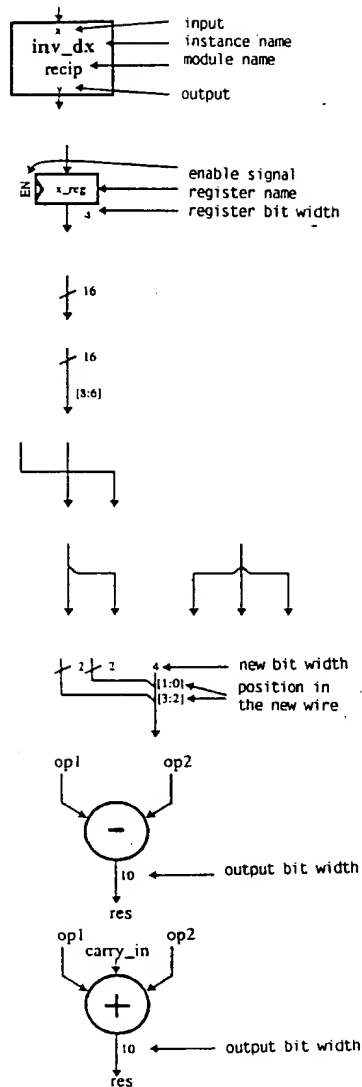 x
input
inv_dx
instance name
recip
module name
y
output
enable signal
EN
x_reg
register name
4
register bit width
16
16
[8:6]
2
2
4
new bit width
[1:0]
position in
[3:2]
the new wire
op1
op2
-
10
output bit width
res
op1
op2
carry_in
+
10
output bit width
res